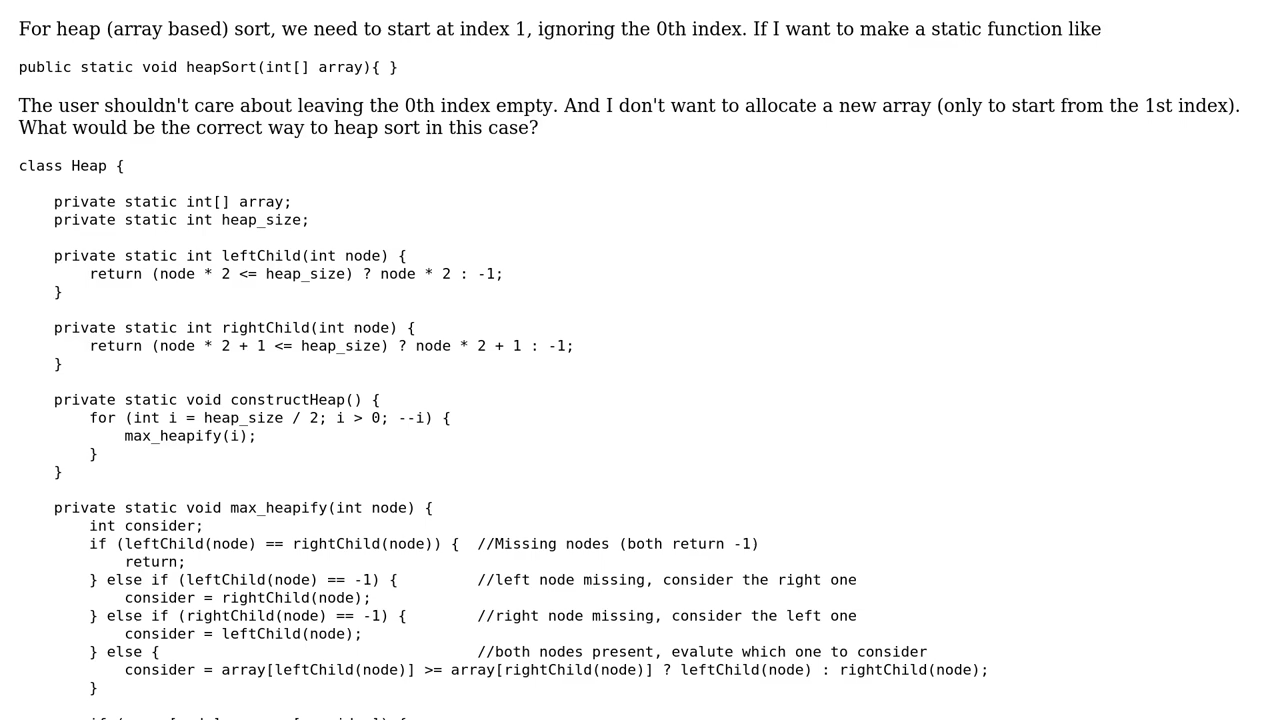 For heap (array based) sort, we need to start at index 1, ignoring the 0th index. If I want to make a static function like
public static void heapSort(int[] array){ }
The user shouldn't care about leaving the 0th index empty. And I don't want to allocate a new array (only to start from the 1st index).
What would be the correct way to heap sort in this case?
class Heap {
    private static int[] array;
    private static int heap_size;
    private static int leftChild(int node) {
        return (node * 2 <= heap_size) ? node * 2 : -1;
    }
    private static int rightChild(int node) {
        return (node * 2 + 1 <= heap_size) ? node * 2 + 1 : -1;
    }
    private static void constructHeap() {
        for (int i = heap_size / 2; i > 0; --i) {
            max_heapify(i);
        }
    }
    private static void max_heapify(int node) {
        int consider;
        if (leftChild(node) == rightChild(node)) {  //Missing nodes (both return -1)
            return;
        } else if (leftChild(node) == -1) {         //left node missing, consider the right one
            consider = rightChild(node);
        } else if (rightChild(node) == -1) {        //right node missing, consider the left one
            consider = leftChild(node);
        } else {                                    //both nodes present, evalute which one to consider
            consider = array[leftChild(node)] >= array[rightChild(node)] ? leftChild(node) : rightChild(node);
        }